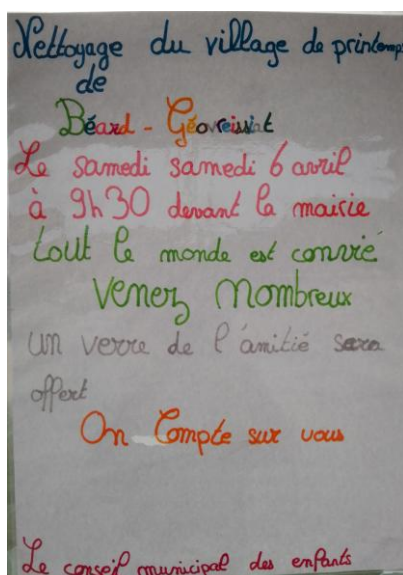 Nettoyage du village de printemps
de
Béard - Géovreissiat
Le samedi samedi 6 avril
à 9h30 devant la mairie
tout le monde est convié
Venez Nombreux
un verre de l'amitié sera
offert
On Compte sur vous
Le conseil municipal des enfants